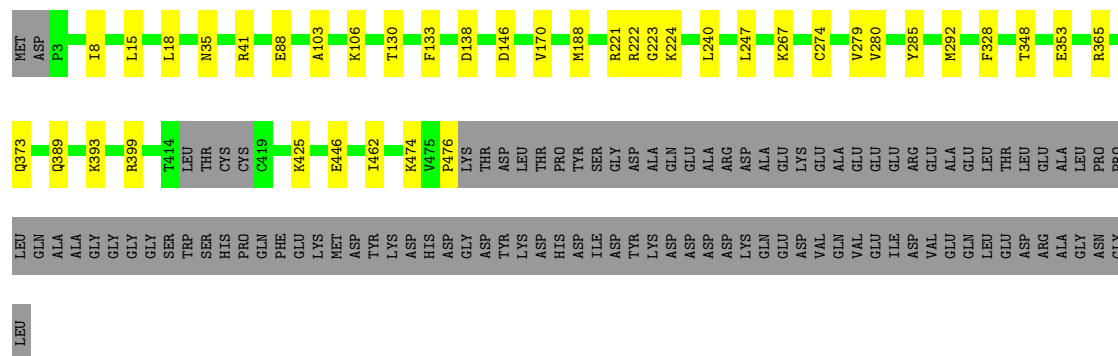 MET ASP P3 I8 L15 L18 N35 R41 E88 A103 K106 T130 F133 D138 D146 V170 M188 R221 R222 G223 K224 L240 L247 K267 C274 V279 V280 Y285 M292 F328 T348 E353 R365
Q373 Q389 K393 R399 T414 LEU THR CYS CYS C419 K425 E446 I462 K474 V475 P476 LYS THR ASP LEU THR PRO TYR SER GLY ASP ALA GLN GLU ALA ARG ASP ALA GLU LYS GLU ALA GLU GLU GLU ARG GLU ALA GLU LEU THR LEU GLU ALA LEU PRO PRO
LEU GLN ALA ALA GLY GLY GLY GLY SER TRP SER HIS PRO GLN PHE GLU LYS MET ASP TYR LYS ASP HIS ASP GLY ASP TYR LYS ASP HIS ASP ILE ASP TYR LYS ASP ASP ASP ASP LYS GLN GLU ASP VAL GLN VAL GLU ILE ASP VAL GLU GLN LEU GLU ASP ARG ALA GLY ASN GLY
LEU